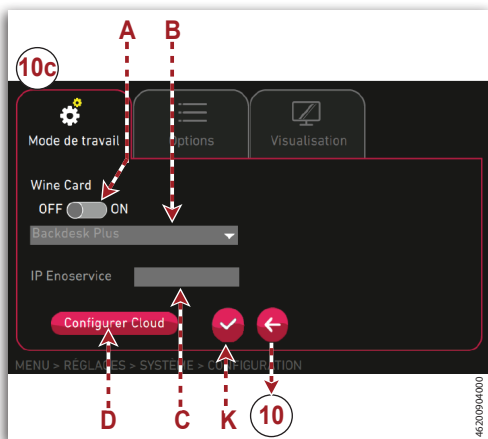 A B
10c
Mode de travail Options Visualisation
Wine Card
OFF ON
Backdesk Plus
IP Enoservice
Configurer Cloud
MENU > RÉGLAGES > SYSTÈME > CONFIGURATION
D C K 10
46200904000